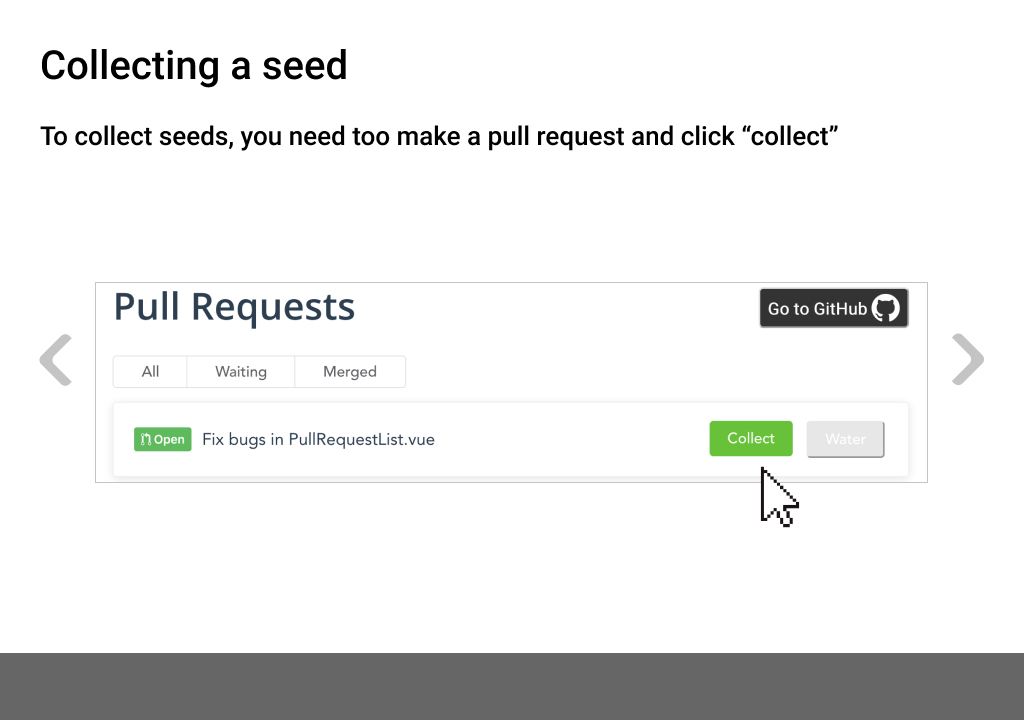 Collecting a seed
To collect seeds, you need too make a pull request and click “collect”
Pull Requests
Go to GitHub
All
Waiting
Merged
Open
Fix bugs in PullRequestList.vue
Collect
Water